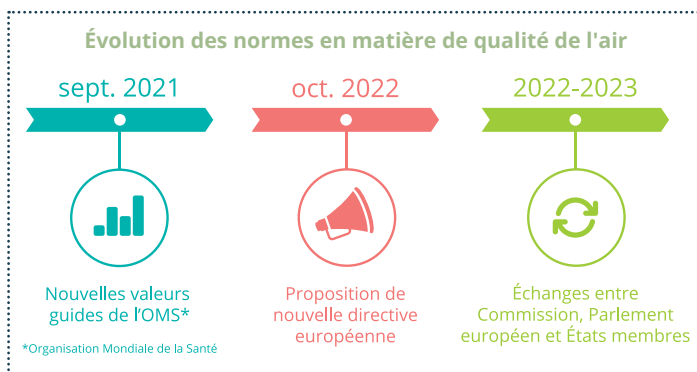 Évolution des normes en matière de qualité de l'air
sept. 2021
oct. 2022
2022-2023
Nouvelles valeurs
guides de l’OMS*
*Organisation Mondiale de la Santé
Proposition de
nouvelle directive
européenne
Échanges entre
Commission, Parlement
européen et États membres